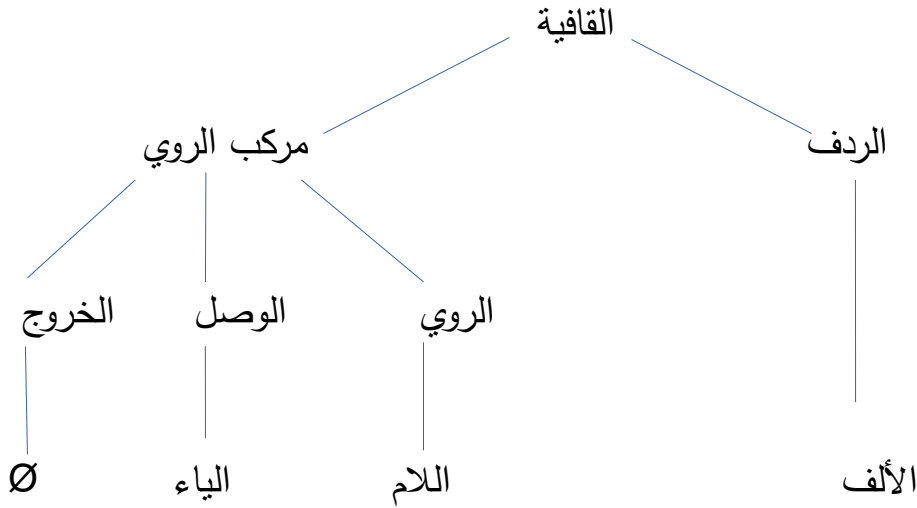 القافية
الردف مركب الروي
الروي الوصل الخروج
الألف اللام الياء Ø